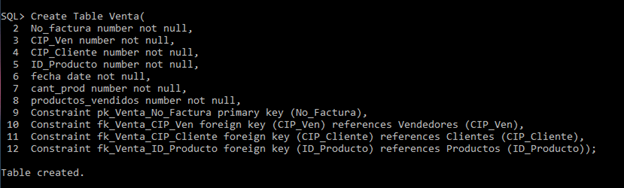 SQL> Create Table Venta(
2 No_factura number not null,
3 CIP_Ven number not null,
4 CIP_Cliente number not null,
5 ID_Producto number not null,
6 fecha date not null,
7 cant_prod number not null,
8 productos_vendidos number not null,
9 Constraint pk_Venta_No_Factura primary key (No_Factura),
10 Constraint fk_Venta_CIP_Ven foreign key (CIP_Ven) references Vendedores (CIP_Ven),
11 Constraint fk_Venta_CIP_Cliente foreign key (CIP_Cliente) references Clientes (CIP_Cliente),
12 Constraint fk_Venta_ID_Producto foreign key (ID_Producto) references Productos (ID_Producto));
Table created.